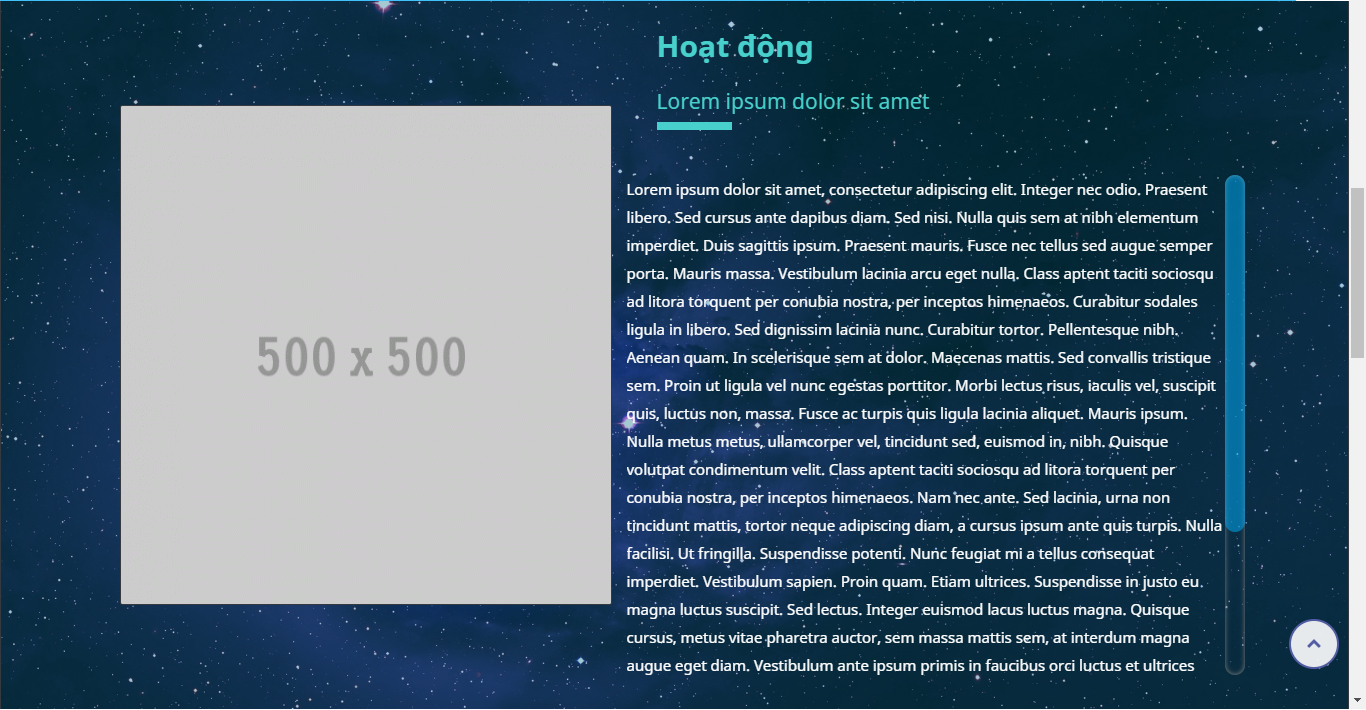 Hoạt động
Lorem ipsum dolor sit amet
500 x 500
Lorem ipsum dolor sit amet, consectetur adipiscing elit. Integer nec odio. Praesent
libero. Sed cursus ante dapibus diam. Sed nisi. Nulla quis sem at nibh elementum
imperdiet. Duis sagittis ipsum. Praesent mauris. Fusce nec tellus sed augue semper
porta. Mauris massa. Vestibulum lacinia arcu eget nulla. Class aptent taciti sociosqu
ad litora torquent per conubia nostra, per inceptos himenaeos. Curabitur sodales
ligula in libero. Sed dignissim lacinia nunc. Curabitur tortor. Pellentesque nibh.
Aenean quam. In scelerisque sem at dolor. Maecenas mattis. Sed convallis tristique
sem. Proin ut ligula vel nunc egestas porttitor. Morbi lectus risus, iaculis vel, suscipit
quis, luctus non, massa. Fusce ac turpis quis ligula lacinia aliquet. Mauris ipsum.
Nulla metus metus, ullamcorper vel, tincidunt sed, euismod in, nibh. Quisque
volutpat condimentum velit. Class aptent taciti sociosqu ad litora torquent per
conubia nostra, per inceptos himenaeos. Nam nec ante. Sed lacinia, urna non
tincidunt mattis, tortor neque adipiscing diam, a cursus ipsum ante quis turpis. Nulla
facilisi. Ut fringilla. Suspendisse potenti. Nunc feugiat mi a tellus consequat
imperdiet. Vestibulum sapien. Proin quam. Etiam ultrices. Suspendisse in justo eu
magna luctus suscipit. Sed lectus. Integer euismod lacus luctus magna. Quisque
cursus, metus vitae pharetra auctor, sem massa mattis sem, at interdum magna
augue eget diam. Vestibulum ante ipsum primis in faucibus orci luctus et ultrices